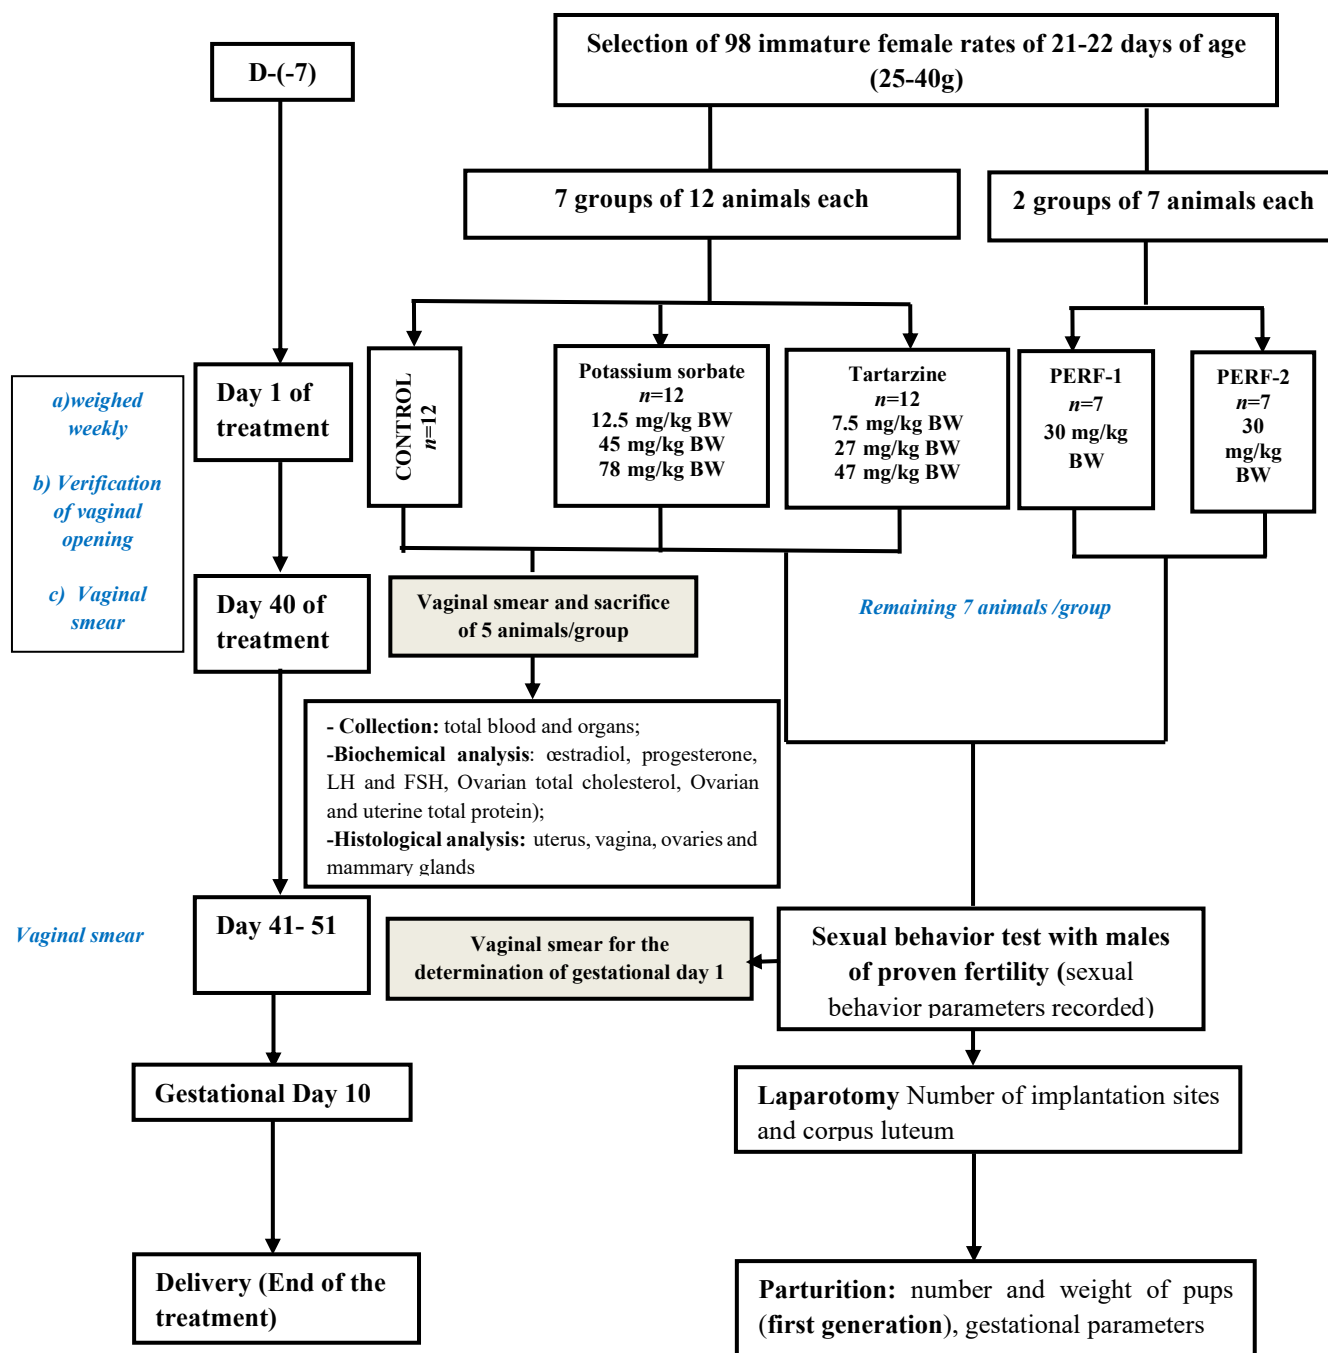 Selection of 98 immature female rates of 21-22 days of age
(25-40g)
D-(-7)
7 groups of 12 animals each
2 groups of 7 animals each
CONTROL
n=12
Potassium sorbate
n=12
12.5 mg/kg BW
45 mg/kg BW
78 mg/kg BW
Tartarzine
n=12
7.5 mg/kg BW
27 mg/kg BW
47 mg/kg BW
PERF-1
n=7
30 mg/kg
BW
PERF-2
n=7
30
mg/kg
BW
Day 1 of
treatment
a)weighed
weekly
b) Verification
of vaginal
opening
c) Vaginal
smear
Day 40 of
treatment
Vaginal smear and sacrifice
of 5 animals/group
Remaining 7 animals /group
- Collection: total blood and organs;
-Biochemical analysis: œstradiol, progesterone,
LH and FSH, Ovarian total cholesterol, Ovarian
and uterine total protein);
-Histological analysis: uterus, vagina, ovaries and
mammary glands
Vaginal smear
Day 41- 51
Vaginal smear for the
determination of gestational day 1
Sexual behavior test with males
of proven fertility (sexual
behavior parameters recorded)
Gestational Day 10
Laparotomy Number of implantation sites
and corpus luteum
Delivery (End of the
treatment)
Parturition: number and weight of pups
(first generation), gestational parameters